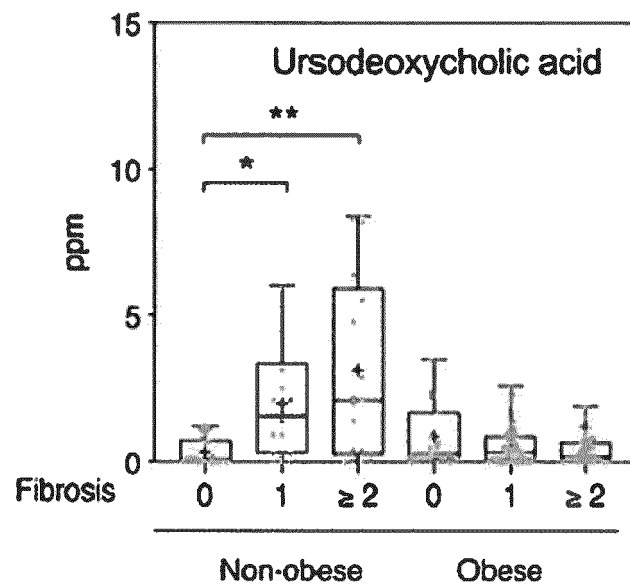 15
Ursodeoxycholic acid
**
*
10
ppm
5
0
Fibrosis 0 1 ≥ 2 0 1 ≥ 2
Non-obese Obese